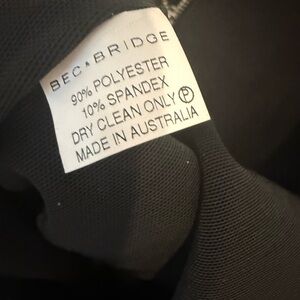 BEC & BRIDGE
90% POLYESTER
10% SPANDEX
DRY CLEAN ONLY Ⓟ
MADE IN AUSTRALIA